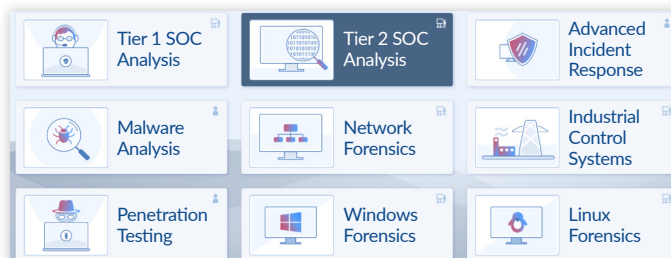 Tier 1 SOC
Analysis
Tier 2 SOC
Analysis
Advanced
Incident
Response
Malware
Analysis
Network
Forensics
Industrial
Control
Systems
Penetration
Testing
Windows
Forensics
Linux
Forensics